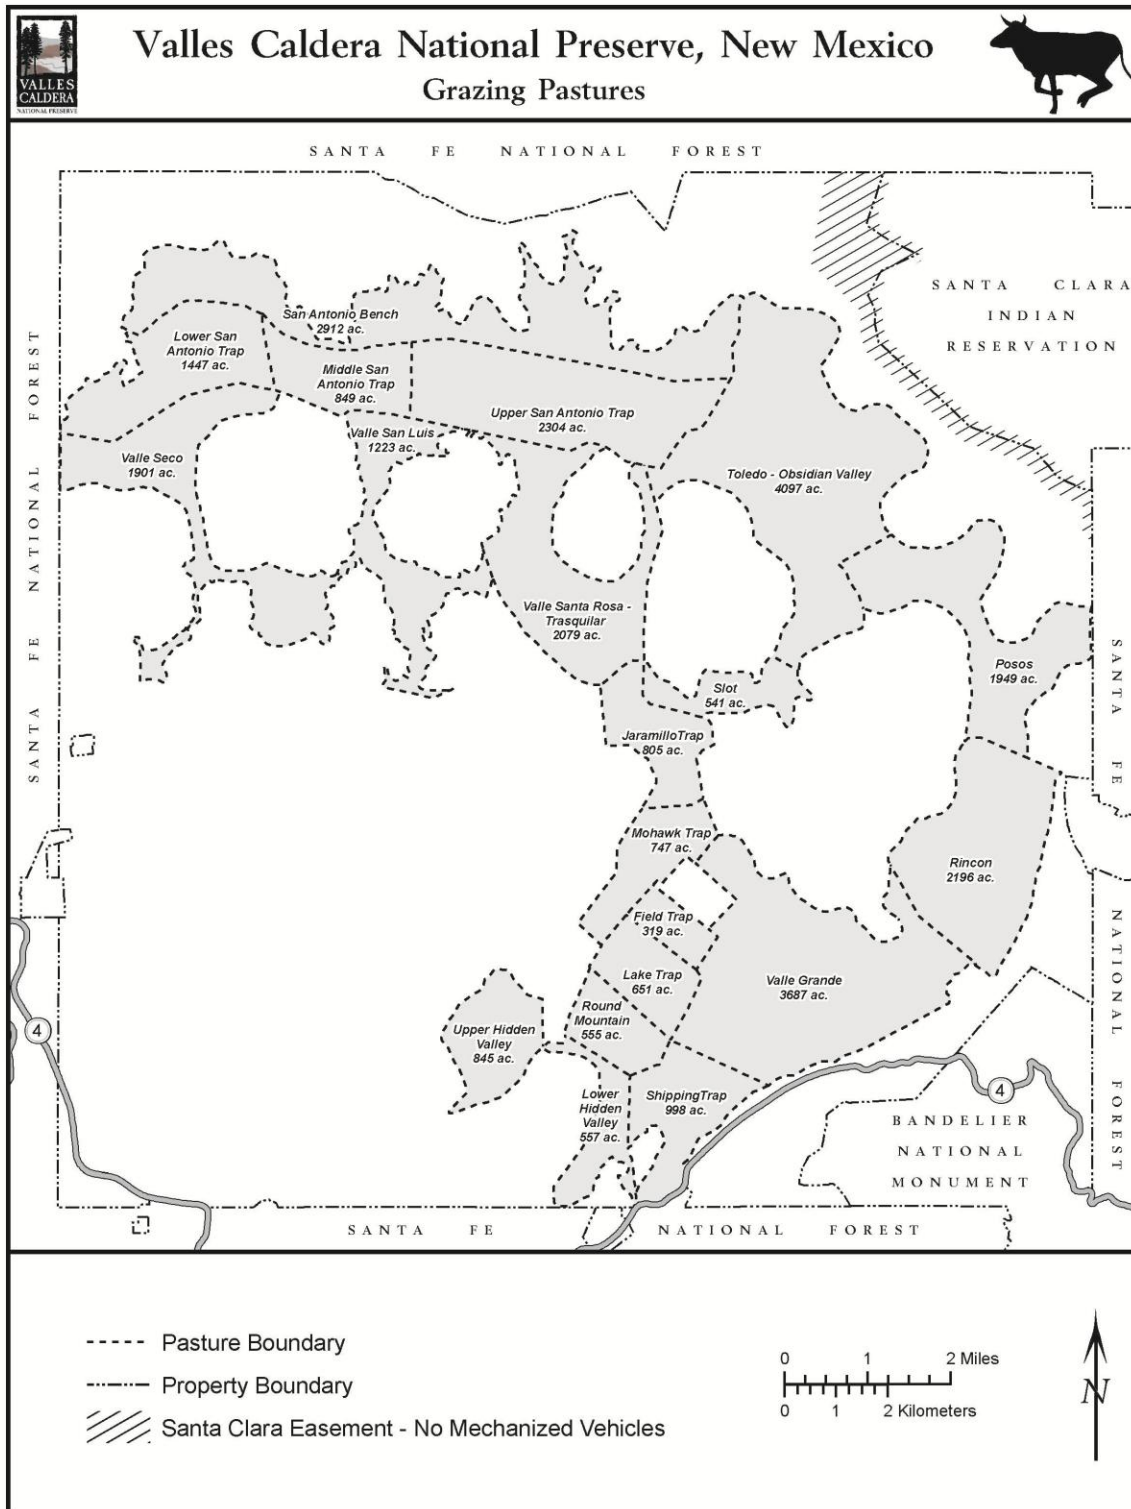 VALLES
CALDERA
NATIONAL PRESERVE
Valles Caldera National Preserve, New Mexico
Grazing Pastures
SANTA FE NATIONAL FOREST
SANTA CLARA
INDIAN
RESERVATION
SANTA FE NATIONAL FOREST
San Antonio Bench
2912 ac.
Lower San
Antonio Trap
1447 ac.
Middle San
Antonio Trap
849 ac.
Upper San Antonio Trap
2304 ac.
Valle San Luis
1223 ac.
Valle Seco
1901 ac.
Toledo - Obsidian Valley
4097 ac.
Valle Santa Rosa -
Trasquilar
2079 ac.
Posos
1949 ac.
Slot
541 ac.
JaramilloTrap
805 ac.
Mohawk Trap
747 ac.
Rincon
2196 ac.
Field Trap
319 ac.
Lake Trap
651 ac.
Valle Grande
3687 ac.
Round
Mountain
555 ac.
Upper Hidden
Valley
845 ac.
Lower
Hidden
Valley
557 ac.
ShippingTrap
998 ac.
4
4
SANTA FE NATIONAL FOREST
BANDELIER
NATIONAL
MONUMENT
SANTA FE NATIONAL FOREST
Pasture Boundary
Property Boundary
Santa Clara Easement - No Mechanized Vehicles
0 1 2 Miles
0 1 2 Kilometers
N